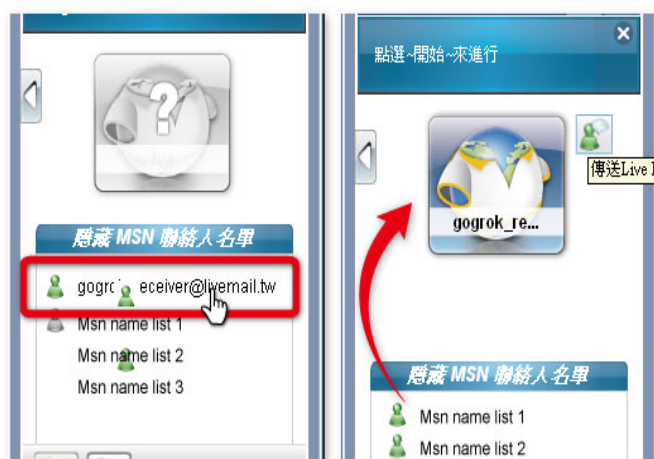 ?
隱藏 MSN 聯絡人名單
gogrc eceiver@livemail.tw
Msn name list 1
Msn name list 2
Msn name list 3
點選~開始~來進行
gogrok_re...
傳送Live
隱藏 MSN 聯絡人名單
Msn name list 1
Msn name list 2